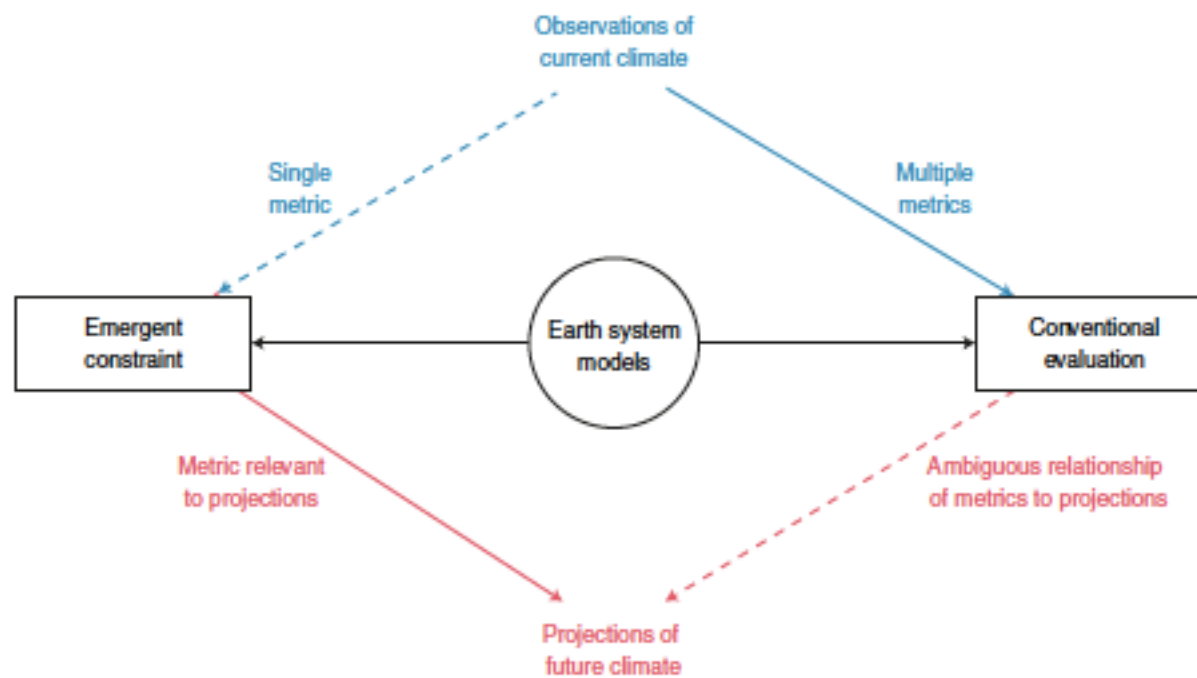 Observations of
current climate
Single
metric
Multiple
metrics
Emergent
constraint
Earth system
models
Conventional
evaluation
Metric relevant
to projections
Ambiguous relationship
of metrics to projections
Projections of
future climate